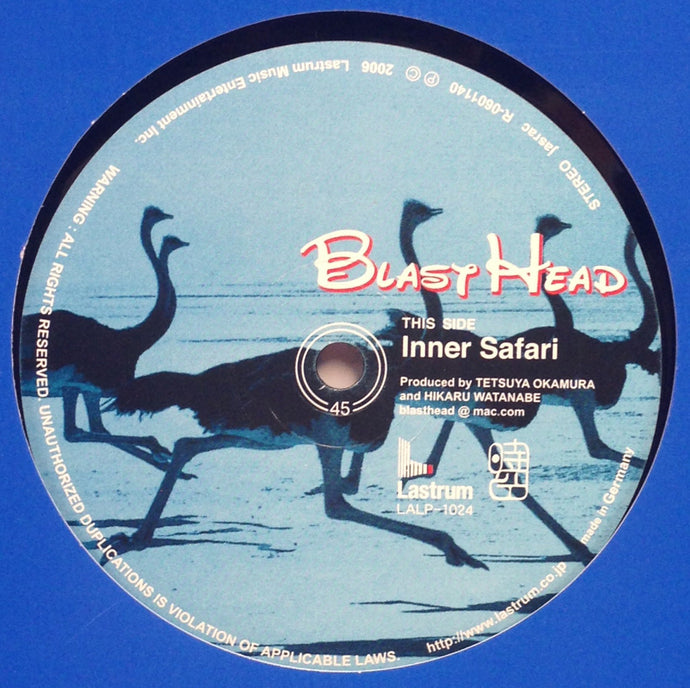 BLAST HEAD
THIS SIDE
Inner Safari
Produced by TETSUYA OKAMURA
and HIKARU WATANABE
blasthead @ mac.com
45
Lastrum
LALP-1024
STEREO jasrac R-0601140 ℗ © 2006 Lastrum Music Entertainment Inc.
WARNING : ALL RIGHTS RESERVED. UNAUTHORIZED DUPLICATIONS IS VIOLATION OF APPLICABLE LAWS.
http://www.lastrum.co.jp
made in Germany